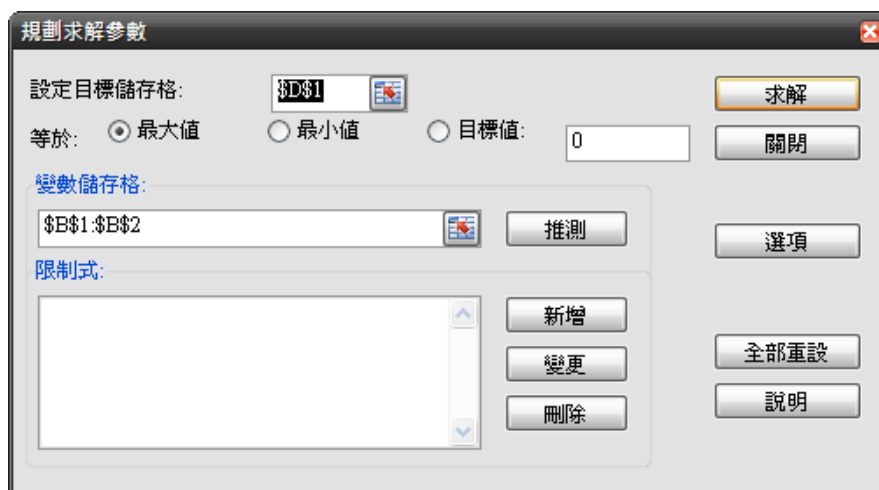 規劃求解參數
設定目標儲存格: $D$1 求解
等於: 最大值 最小值 目標值: 0 關閉
變數儲存格:
$B$1:$B$2 推測 選項
限制式:
新增
變更 全部重設
刪除 說明